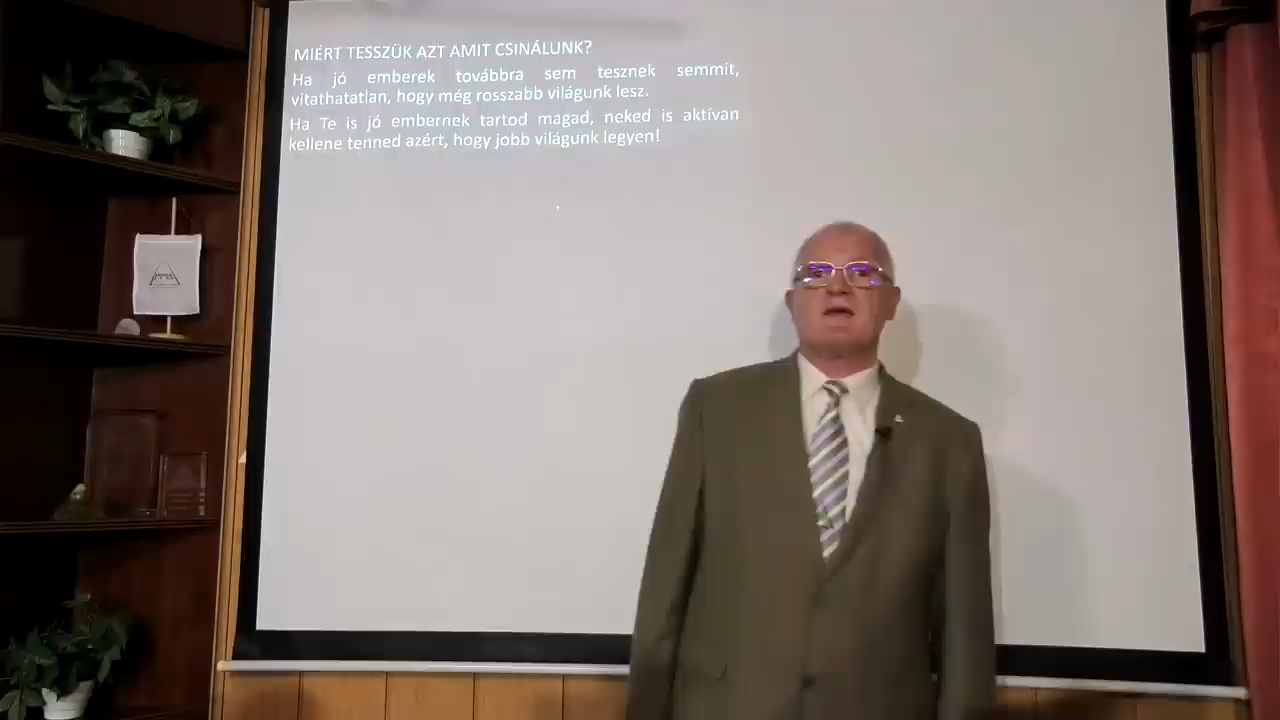 MIÉRT TESSZÜK AZT AMIT CSINÁLUNK?
Ha jó emberek továbbra sem tesznek semmit,
vitathatatlan, hogy még rosszabb világunk lesz.
Ha Te is jó embernek tartod magad, neked is aktívan
kellene tenned azért, hogy jobb világunk legyen!